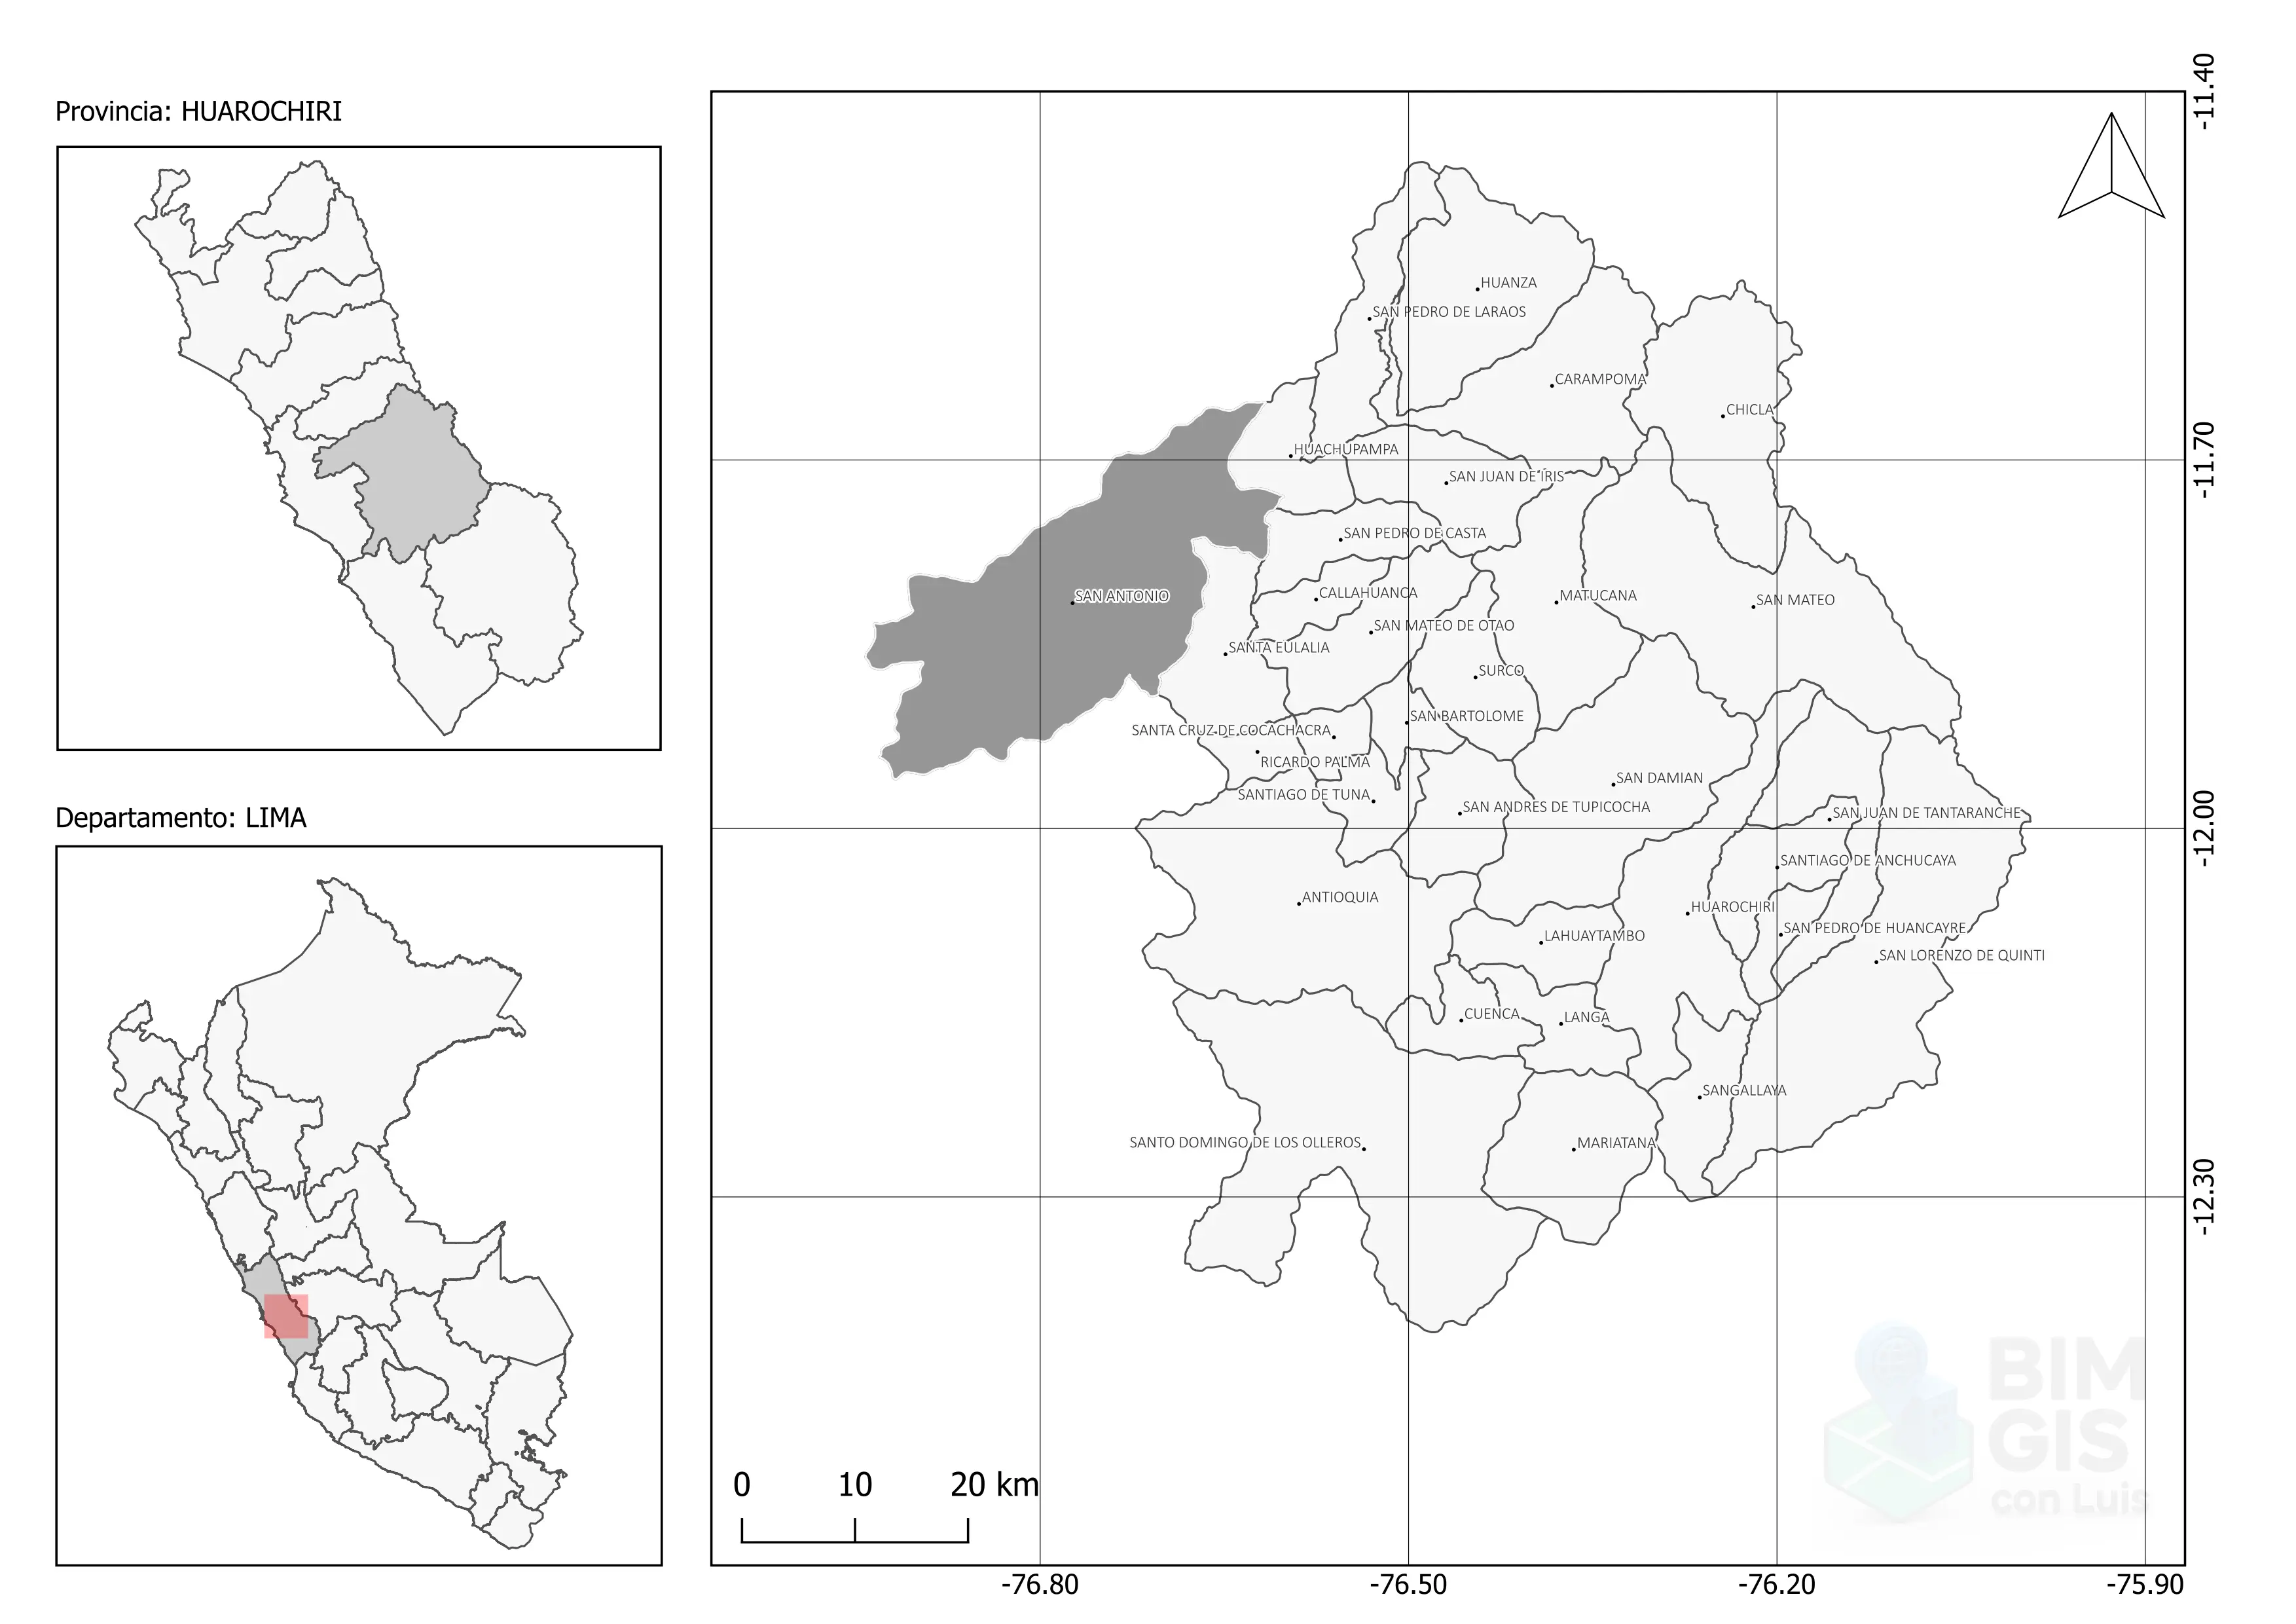 Provincia: HUAROCHIRI
Departamento: LIMA
-11.40
HUANZA
SAN PEDRO DE LARAOS
CARAMPOMA
CHICLA
HUACHUPAMPA
-11.70
SAN JUAN DE IRIS
SAN PEDRO DE CASTA
CALLAHUANCA
SAN ANTONIO
MATUCANA
SAN MATEO
SAN MATEO DE OTAO
SANTA EULALIA
SURCO
SAN BARTOLOME
SANTA CRUZ DE COCACHACRA
RICARDO PALMA
SAN DAMIAN
SANTIAGO DE TUNA
SAN ANDRES DE TUPICOCHA
SAN JUAN DE TANTARANCHE
-12.00
SANTIAGO DE ANCHUCAYA
ANTIOQUIA
HUAROCHIRI
SAN PEDRO DE HUANCAYRE
LAHUAYTAMBO
SAN LORENZO DE QUINTI
CUENCA
LANGA
SANGALLAYA
SANTO DOMINGO DE LOS OLLEROS
MARIATANA
-12.30
BIM
GIS
con Luis
0 10 20 km
-76.80 -76.50 -76.20 -75.90